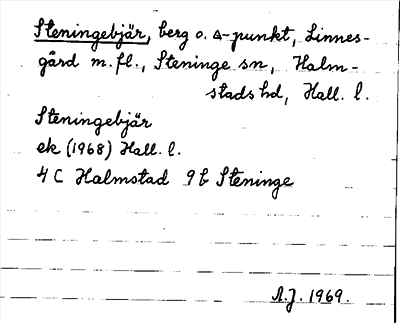 Steningebjär, berg o. ▵-punkt, Linnes-
gård m.fl., Steninge sn, Halm-
stads hd, Hall. l.
Steningebjär
ek (1968) Hall. l.
4 C Halmstad 9 b Steninge
A.J. 1969.